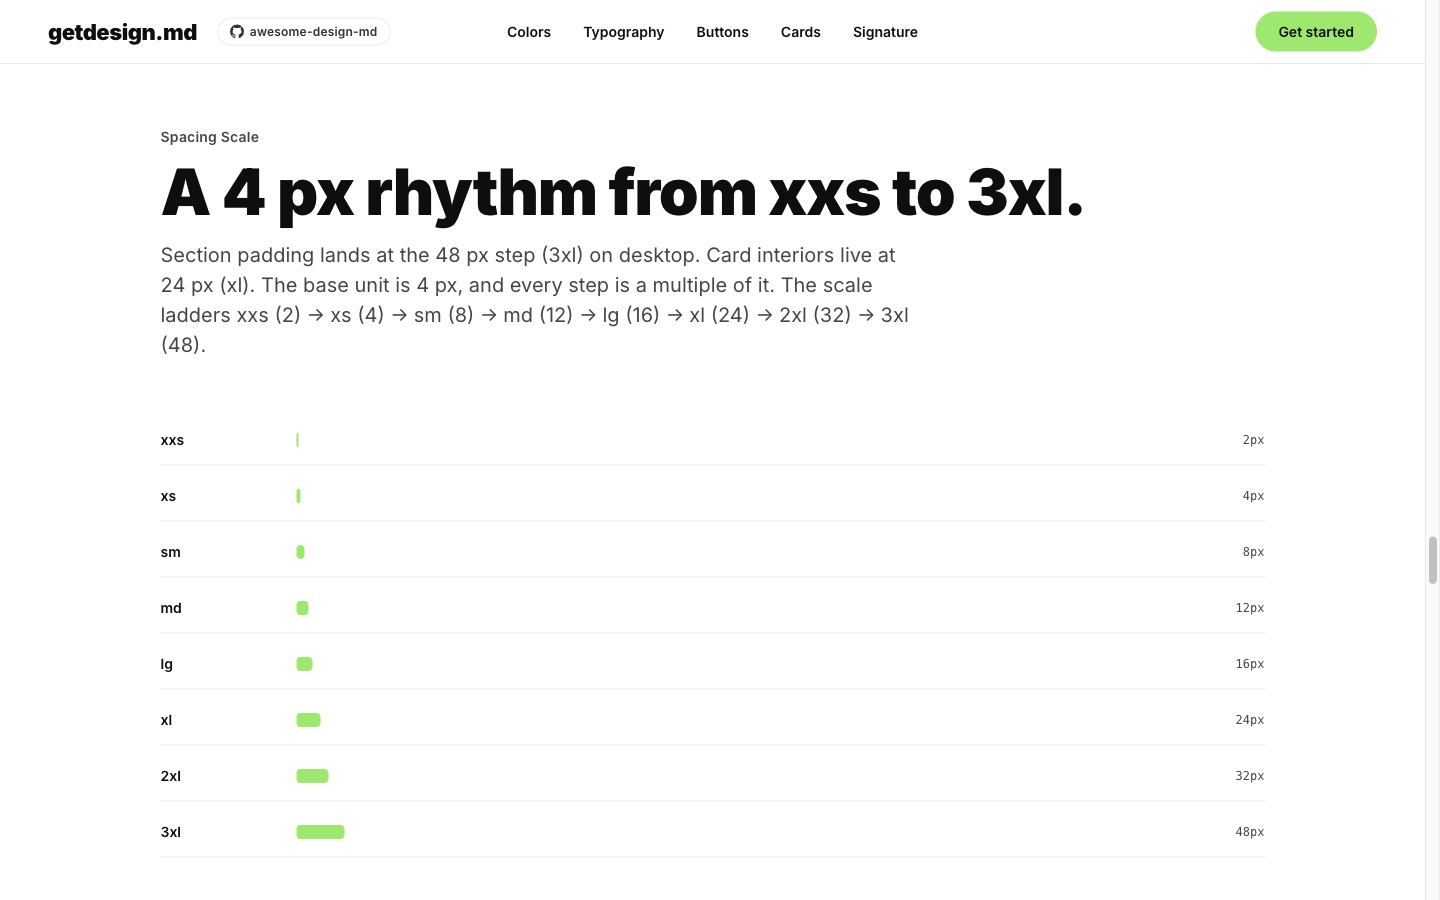 getdesign.md
awesome-design-md
Colors
Typography
Buttons
Cards
Signature
Get started
Spacing Scale
A 4 px rhythm from xxs to 3xl.
Section padding lands at the 48 px step (3xl) on desktop. Card interiors live at
24 px (xl). The base unit is 4 px, and every step is a multiple of it. The scale
ladders xxs (2) → xs (4) → sm (8) → md (12) → lg (16) → xl (24) → 2xl (32) → 3xl
(48).
xxs 2px
xs 4px
sm 8px
md 12px
lg 16px
xl 24px
2xl 32px
3xl 48px